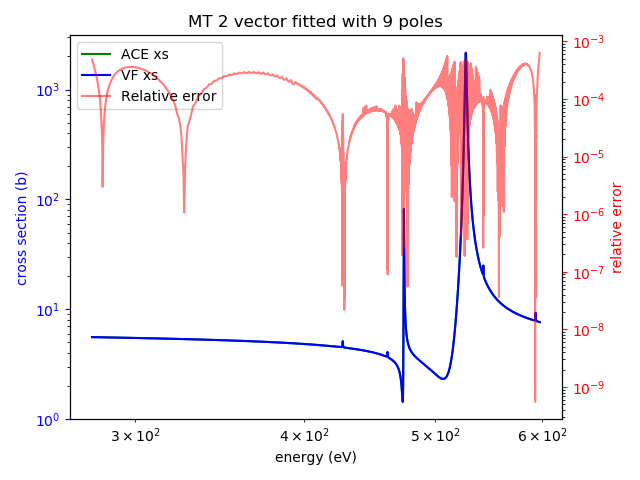 MT 2 vector fitted with 9 poles
ACE xs
VF xs
Relative error
cross section (b)
10³
10²
10¹
10⁰
10⁻³
10⁻⁴
10⁻⁵
10⁻⁶
10⁻⁷
10⁻⁸
10⁻⁹
relative error
3 × 10² 4 × 10² 5 × 10² 6 × 10²
energy (eV)